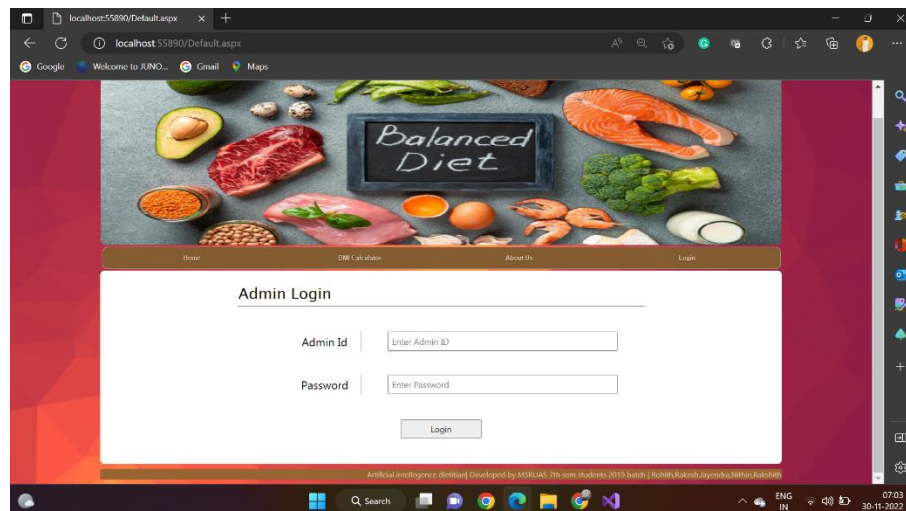 localhost:55890/Default.aspx
localhost:55890/Default.aspx
Google Welcome to JUNO... Gmail Maps
Balanced
Diet
Home BMI Calculator About Us Login
Admin Login
Admin Id Enter Admin ID
Password Enter Password
Login
Artificial intellegence dietitian| Developed by MSRUAS 7th sem students 2019 batch | Rohith,Rakesh,Jayendra,Nithin,Rakshith
Search
ENG
IN
07:03
30-11-2022